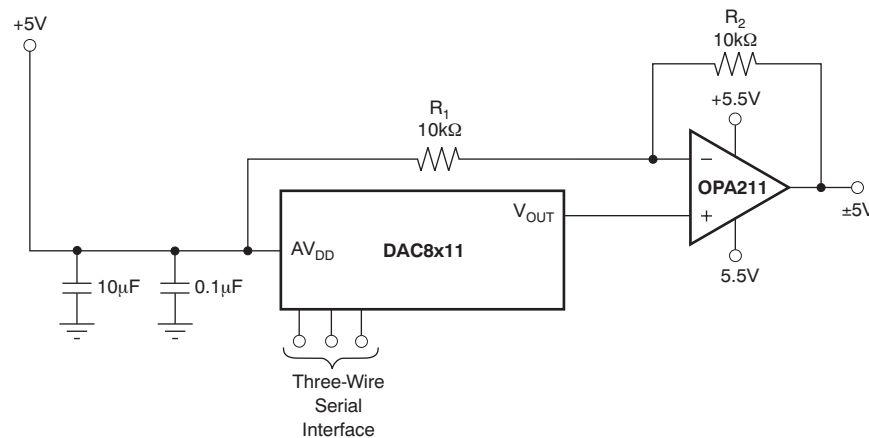 +5V
R2
10kΩ
+5.5V
R1
10kΩ
−
OPA211
+
±5V
VOUT
AVDD
DAC8x11
5.5V
10μF
0.1μF
Three-Wire
Serial
Interface